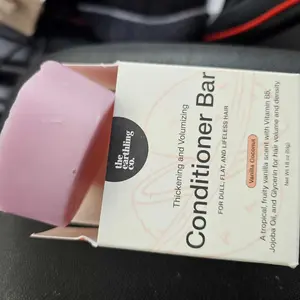 the
earthling
co.
Thickening and Volumizing
Conditioner Bar
FOR DULL, FLAT, AND LIFELESS HAIR
Vanilla Coconut
A tropical, fruity vanilla scent with Vitamin B5,
Jojoba Oil, and Glycerin for hair volume and density.